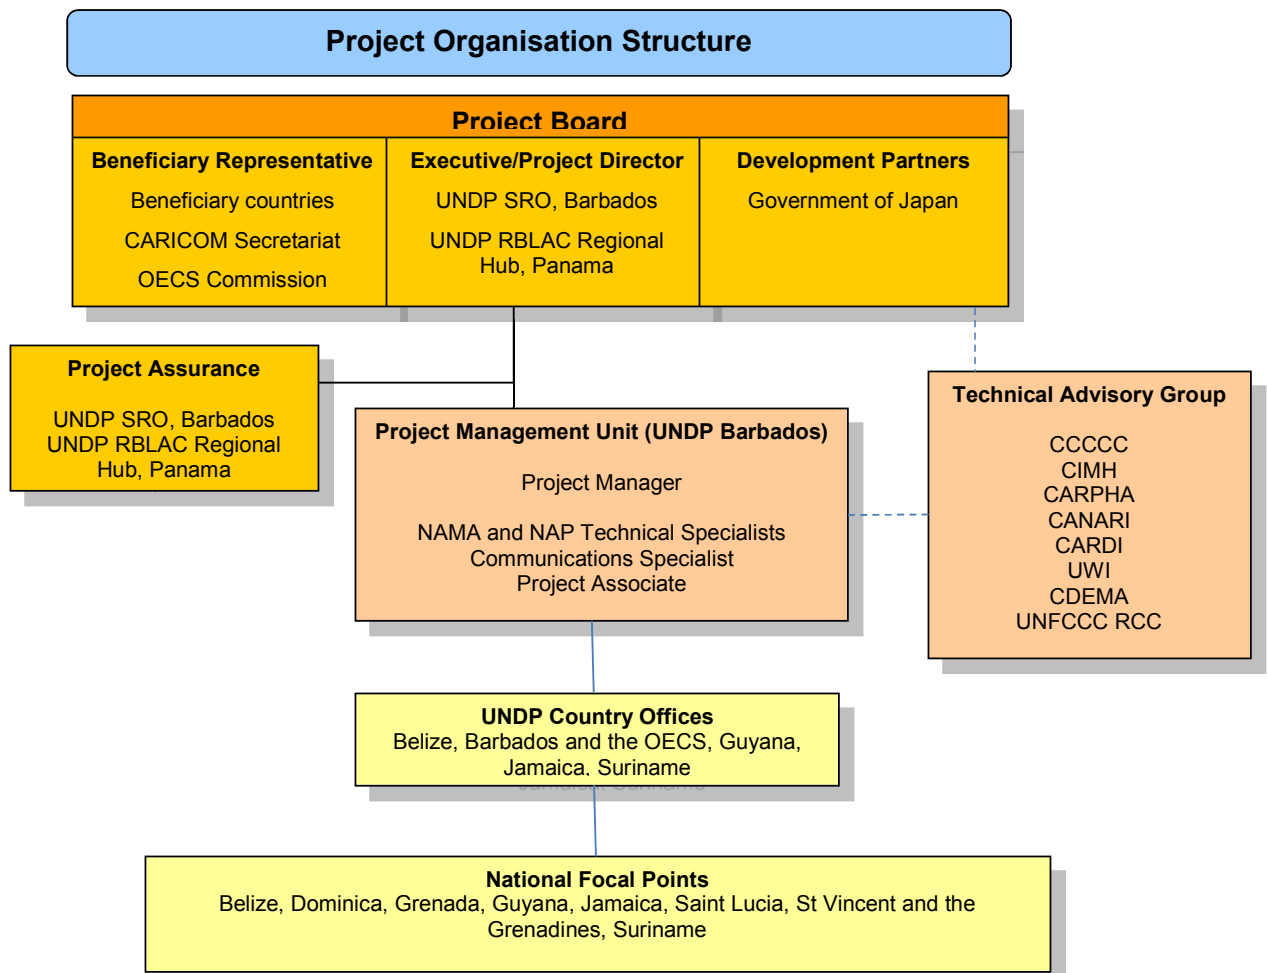 Project Organisation Structure
Project Board
Beneficiary Representative
Beneficiary countries
CARICOM Secretariat
OECS Commission
Executive/Project Director
UNDP SRO, Barbados
UNDP RBLAC Regional
Hub, Panama
Development Partners
Government of Japan
Project Assurance
UNDP SRO, Barbados
UNDP RBLAC Regional
Hub, Panama
Project Management Unit (UNDP Barbados)
Project Manager
NAMA and NAP Technical Specialists
Communications Specialist
Project Associate
Technical Advisory Group
CCCCC
CIMH
CARPHA
CANARI
CARDI
UWI
CDEMA
UNFCCC RCC
UNDP Country Offices
Belize, Barbados and the OECS, Guyana,
Jamaica, Suriname
National Focal Points
Belize, Dominica, Grenada, Guyana, Jamaica, Saint Lucia, St Vincent and the
Grenadines, Suriname